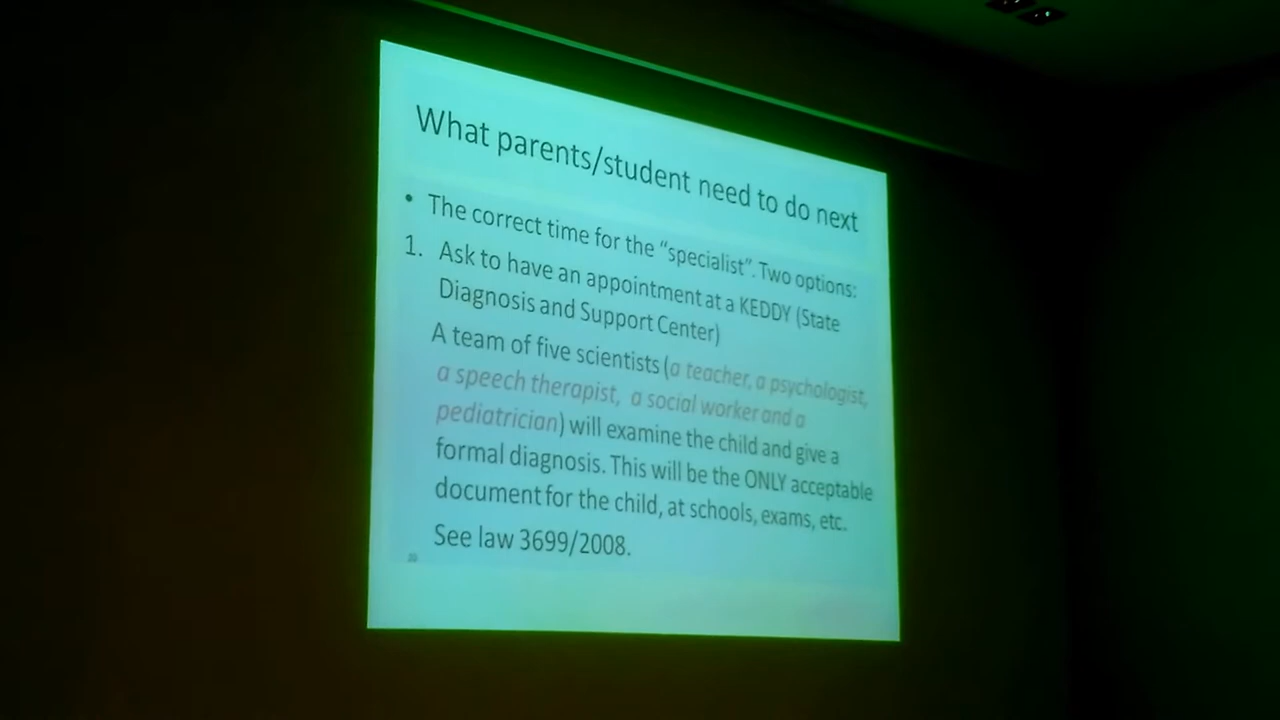 What parents/student need to do next
• The correct time for the “specialist”. Two options:
1. Ask to have an appointment at a KEDDY (State
Diagnosis and Support Center)
A team of five scientists (a teacher, a psychologist,
a speech therapist, a social worker and a
pediatrician) will examine the child and give a
formal diagnosis. This will be the ONLY acceptable
document for the child, at schools, exams, etc.
See law 3699/2008.